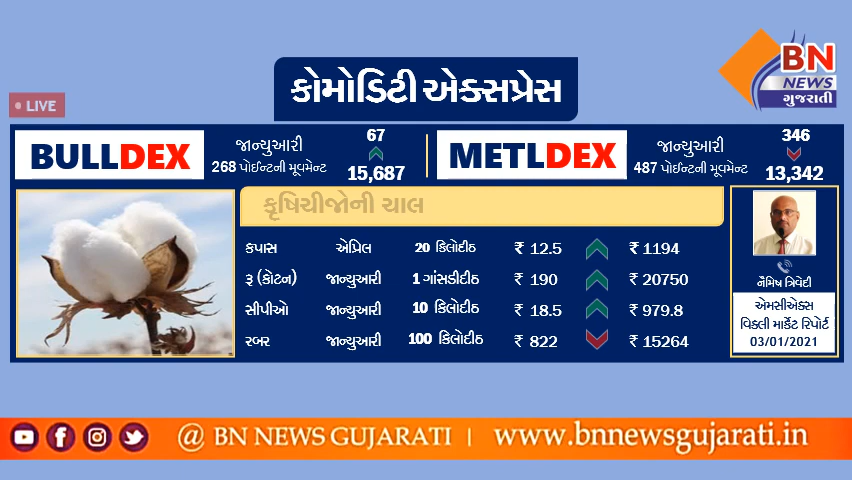 BN
NEWS
ગુજરાતી
કોમોડિટી એક્સપ્રેસ
LIVE
BULLDEX
જાન્યુઆરી
268 પોઈન્ટની મૂવમેન્ટ
67
15,687
METLDEX
જાન્યુઆરી
487 પોઈન્ટની મૂવમેન્ટ
346
13,342
કૃષિચીજોની ચાલ
કપાસ એપ્રિલ 20 કિલોદીઠ ₹ 12.5 ₹ 1194
રૂ (કોટન) જાન્યુઆરી 1 ગાંસડીદીઠ ₹ 190 ₹ 20750
સીપીઓ જાન્યુઆરી 10 કિલોદીઠ ₹ 18.5 ₹ 979.8
રબર જાન્યુઆરી 100 કિલોદીઠ ₹ 822 ₹ 15264
નૈમિષ ત્રિવેદી
એમસીએક્સ
વિકલી માર્કેટ રિપોર્ટ
03/01/2021
@ BN NEWS GUJARATI | www.bnnewsgujarati.in